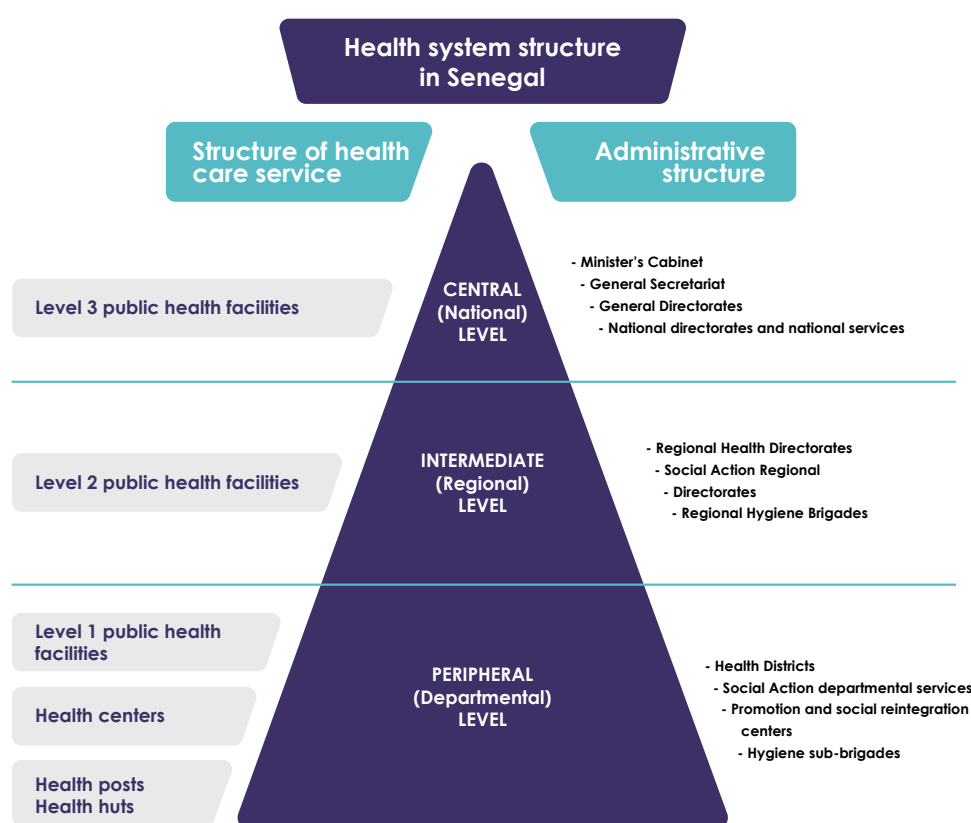 Health system structure
in Senegal
Structure of health
care service
Administrative
structure
Level 3 public health facilities
CENTRAL
(National)
LEVEL
- Minister's Cabinet
- General Secretariat
- General Directorates
- National directorates and national services
Level 2 public health facilities
INTERMEDIATE
(Regional)
LEVEL
- Regional Health Directorates
- Social Action Regional
- Directorates
- Regional Hygiene Brigades
Level 1 public health
facilities
Health centers
Health posts
Health huts
PERIPHERAL
(Departmental)
LEVEL
- Health Districts
- Social Action departmental services
- Promotion and social reintegration
centers
- Hygiene sub-brigades